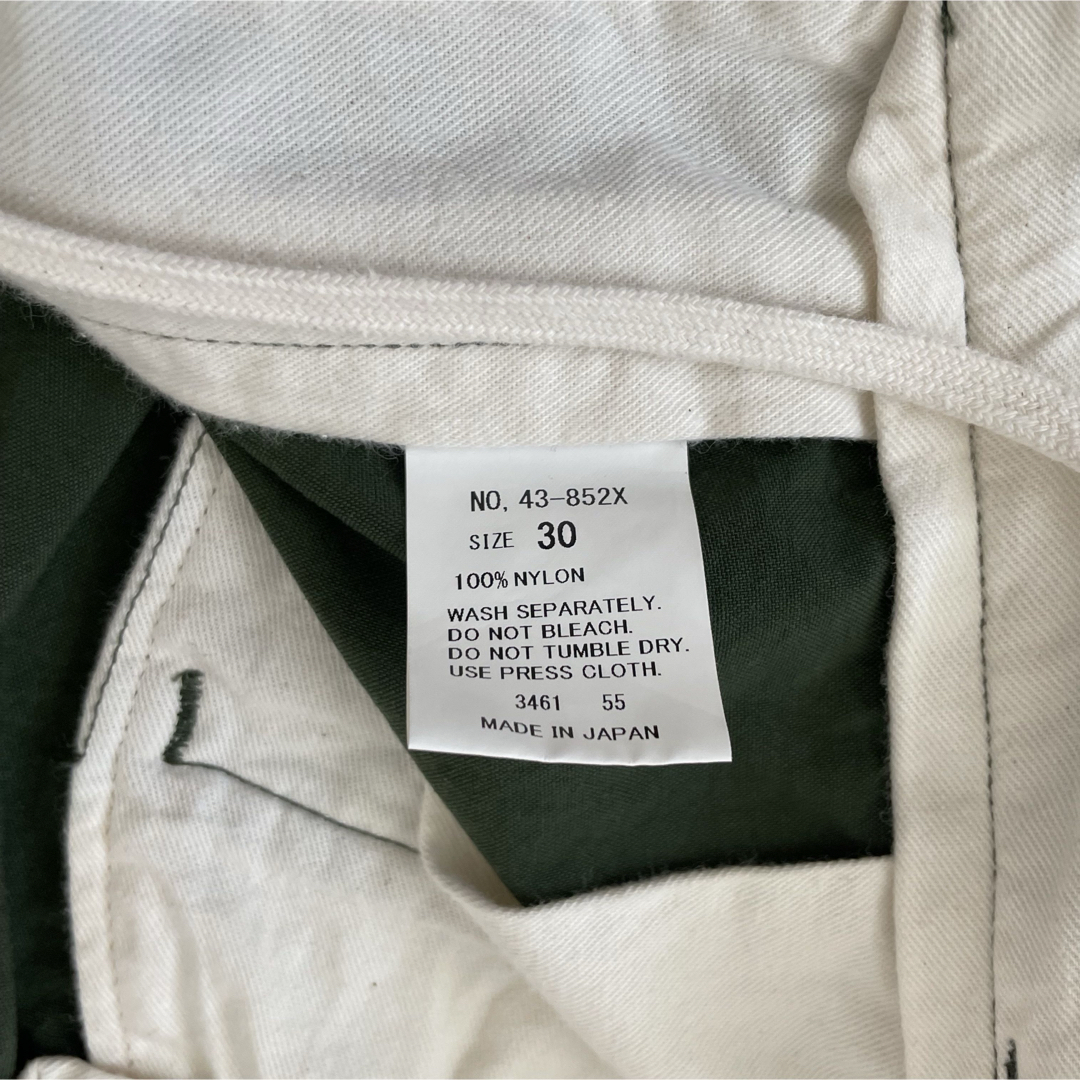 NO, 43-852X
SIZE 30
100% NYLON
WASH SEPARATELY.
DO NOT BLEACH.
DO NOT TUMBLE DRY.
USE PRESS CLOTH.
3461 55
MADE IN JAPAN